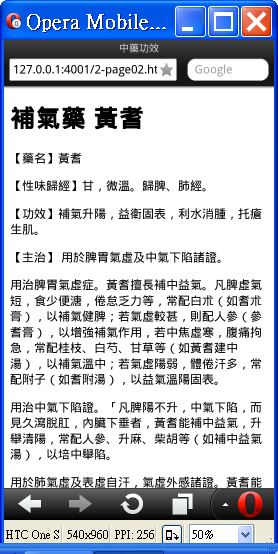 Opera Mobile...
中藥功效
127.0.0.1:4001/2-page02.ht
Google
補氣藥 黃耆
【藥名】黃耆
【性味歸經】甘，微溫。歸脾、肺經。
【功效】補氣升陽，益衛固表，利水消腫，托瘡
生肌。
【主治】 用於脾胃氣虛及中氣下陷諸證。
用治脾胃氣虛症。黃耆擅長補中益氣。凡脾虛氣
短，食少便溏，倦怠乏力等，常配白朮（如耆朮
膏），以補氣健脾；若氣虛較甚，則配人參（參
耆膏），以增強補氣作用，若中焦虛寒，腹痛拘
急，常配桂枝、白芍、甘草等（如黃耆建中
湯），以補氣溫中；若氣虛陽弱，體倦汗多，常
配附子（如耆附湯），以益氣溫陽固表。
用治中氣下陷證。「凡脾陽不升，中氣下陷，而
見久瀉脫肛，內臟下垂者，黃耆能補中益氣，升
舉清陽，常配人參、升麻、柴胡等（如補中益氣
湯），以培中舉陷。
用於肺氣虛及表虛自汗，氣虛外感諸證。黃耆能
HTC One S
540x960
PPI: 256
50%